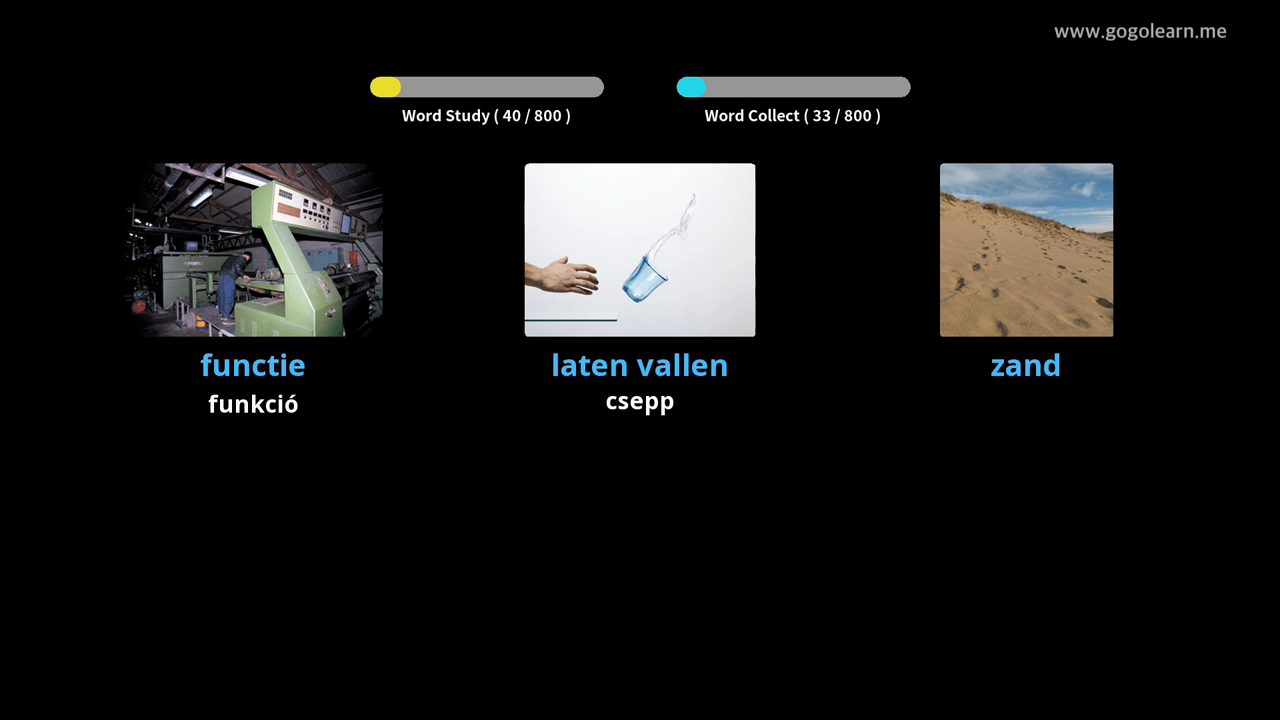 www.gogolearn.me
Word Study ( 40 / 800 )
Word Collect ( 33 / 800 )
functie
laten vallen
zand
funkció
csepp